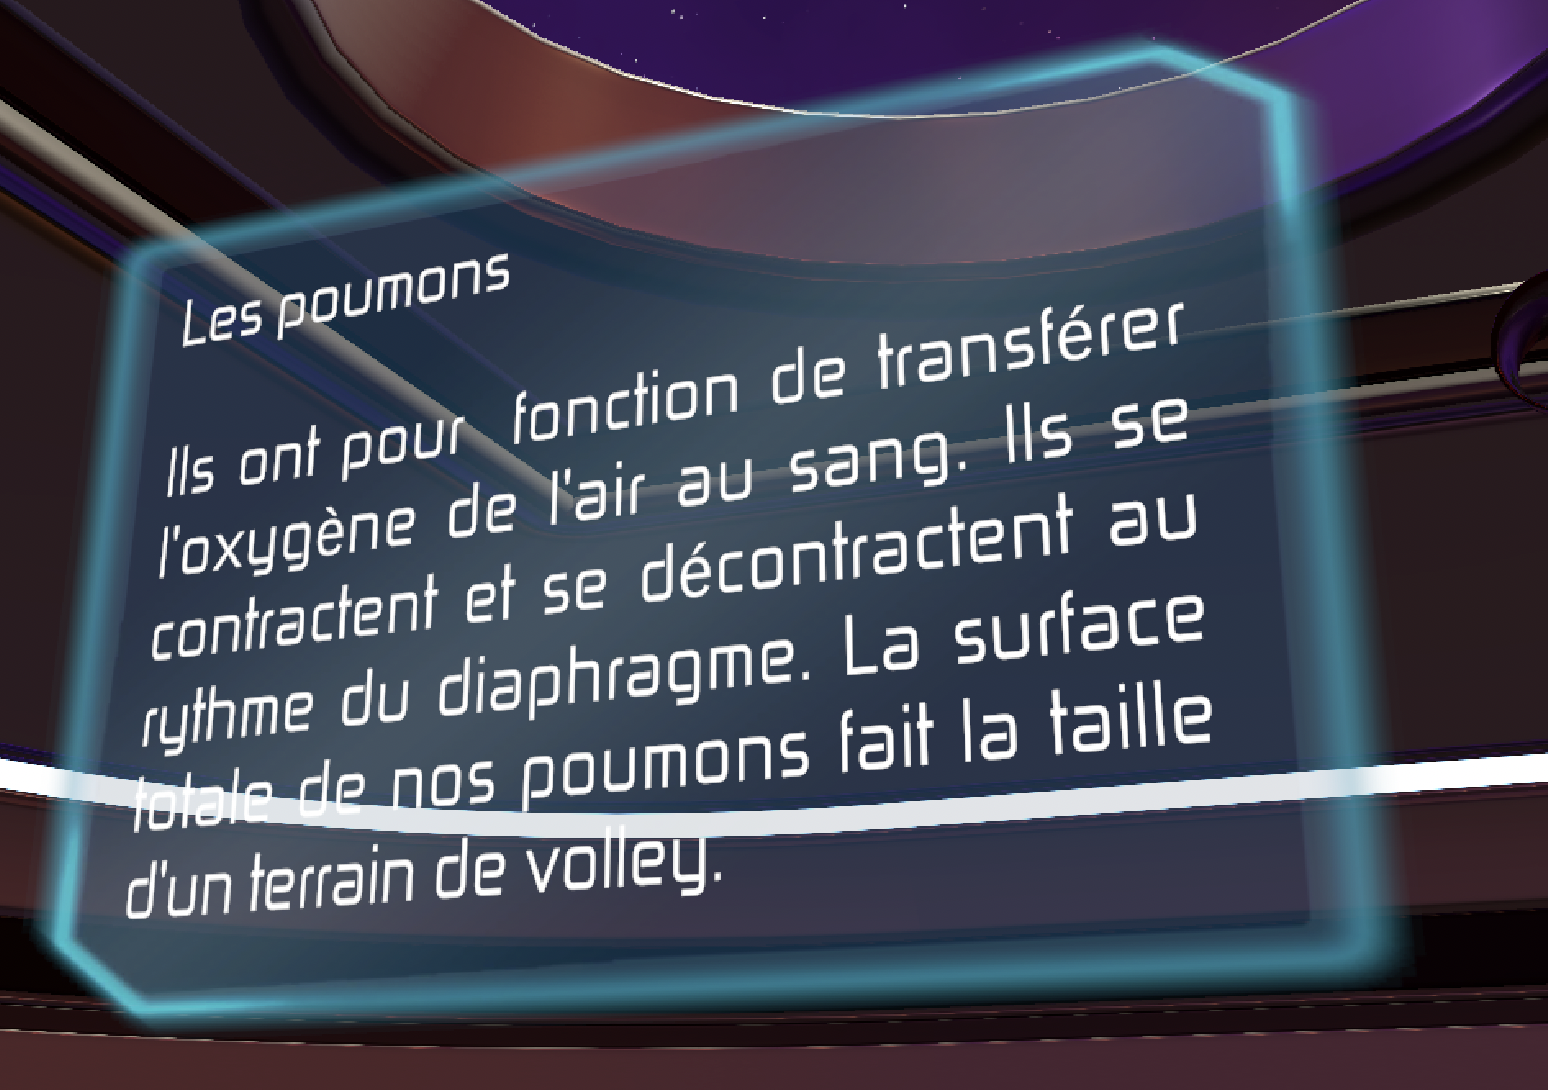 Les poumons
Ils ont pour fonction de transférer
l'oxygène de l'air au sang. Ils se
contractent et se décontractent au
rythme du diaphragme. La surface
totale de nos poumons fait la taille
d'un terrain de volley.